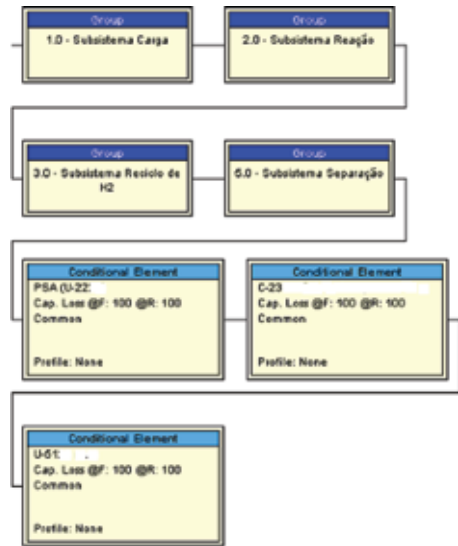 Group
1.0 - Subsistema Carga
Group
2.0 - Subsistema Reação
Group
3.0 - Subsistema Reciclo de
H2
Group
5.0 - Subsistema Separação
Conditional Element
PSA (U-22:
Cap. Loss @F: 100 @R: 100
Common
Profile: None
Conditional Element
C-23
Cap. Loss @F: 100 @R: 100
Common
Profile: None
Conditional Element
U-51:
Cap. Loss @F: 100 @R: 100
Common
Profile: None